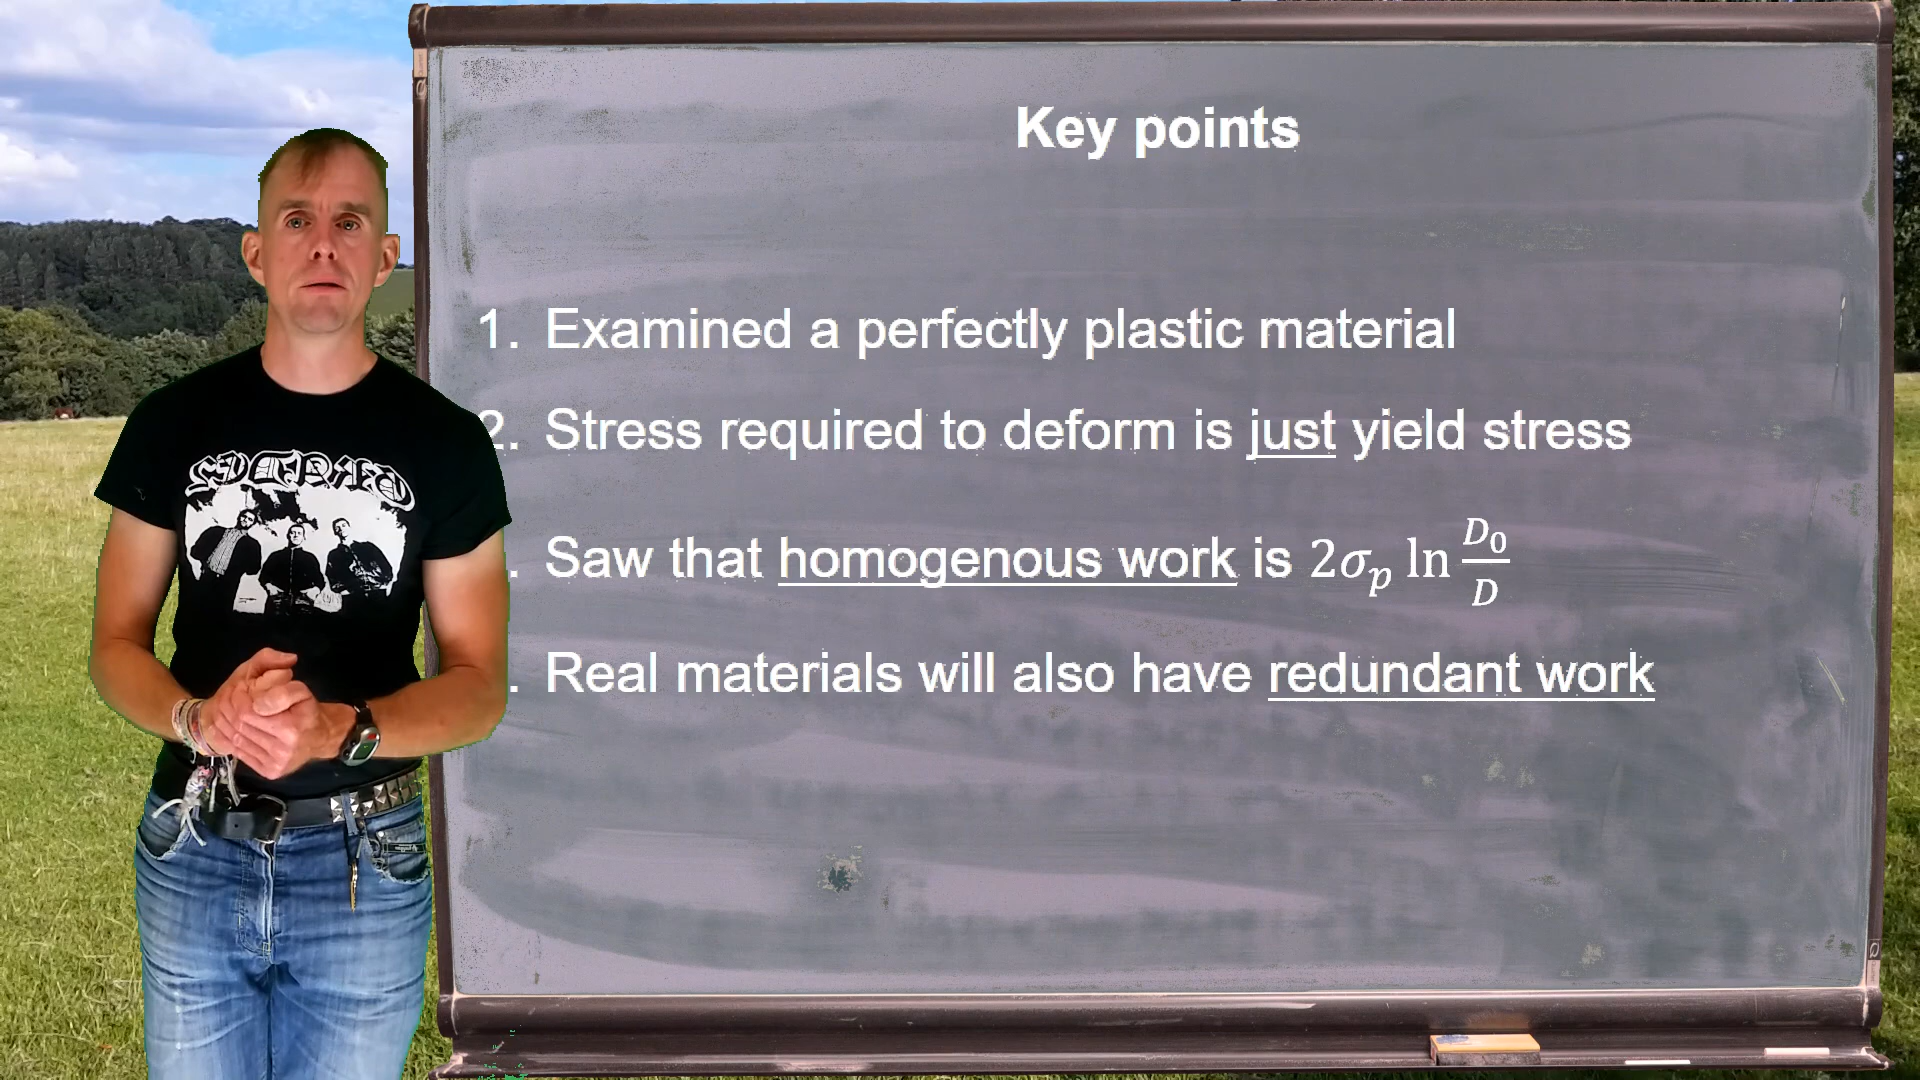 Key points
1. Examined a perfectly plastic material
2. Stress required to deform is just yield stress
. Saw that homogenous work is 2σₚ ln D₀/D
. Real materials will also have redundant work